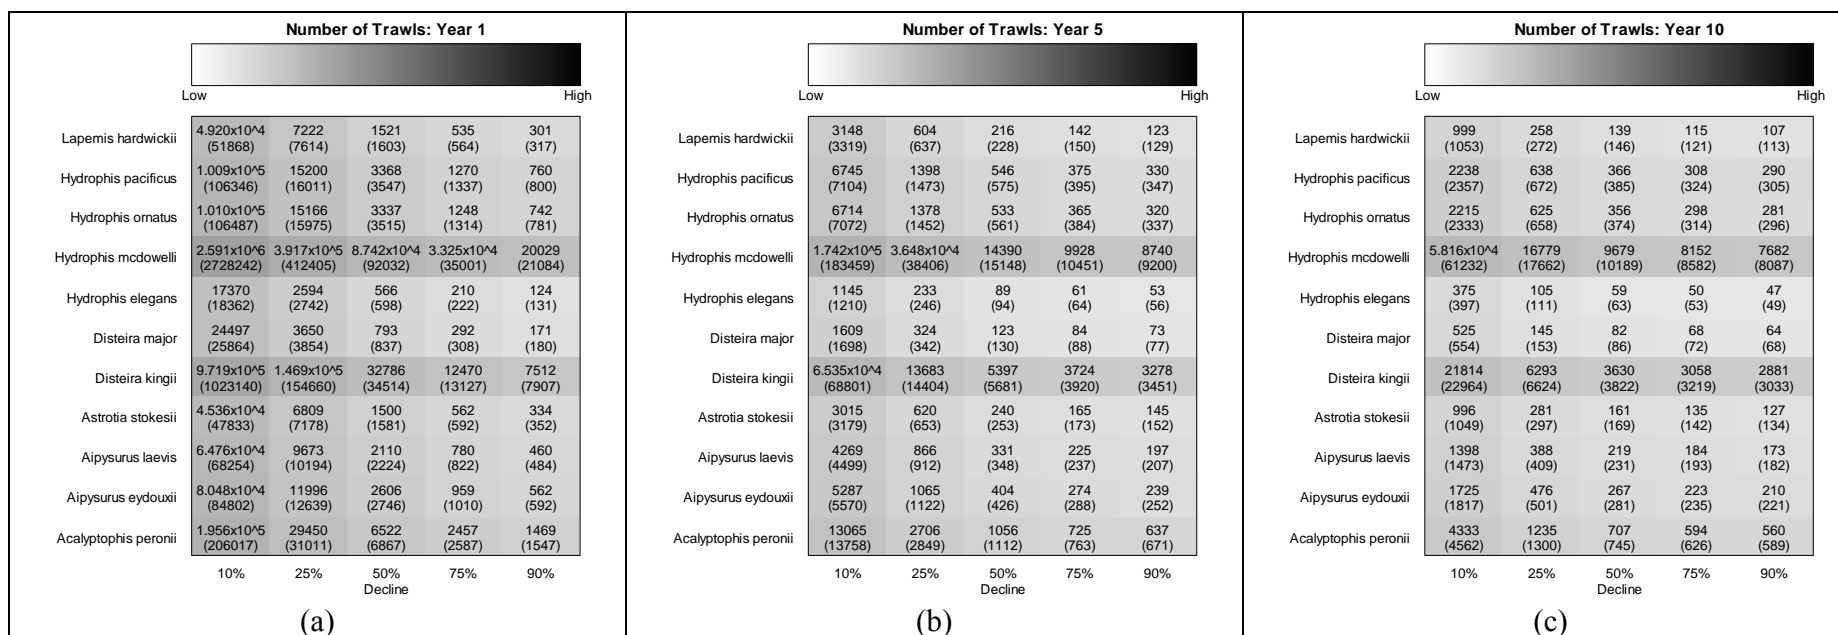 Number of Trawls: Year 1
Low High
Lapemis hardwickii 4.920x10^4 7222 1521 535 301
(51868) (7614) (1603) (564) (317)
Hydrophis pacificus 1.009x10^5 15200 3368 1270 760
(106346) (16011) (3547) (1337) (800)
Hydrophis ornatus 1.010x10^5 15166 3337 1248 742
(106487) (15975) (3515) (1314) (781)
Hydrophis mcdowelli 2.591x10^6 3.917x10^5 8.742x10^4 3.325x10^4 20029
(2728242) (412405) (92032) (35001) (21084)
Hydrophis elegans 17370 2594 566 210 124
(18362) (2742) (598) (222) (131)
Disteira major 24497 3650 793 292 171
(25864) (3854) (837) (308) (180)
Disteira kingii 9.719x10^5 1.469x10^5 32786 12470 7512
(1023140) (154660) (34514) (13127) (7907)
Astrotia stokesii 4.536x10^4 6809 1500 562 334
(47833) (7178) (1581) (592) (352)
Aipysurus laevis 6.476x10^4 9673 2110 780 460
(68254) (10194) (2224) (822) (484)
Aipysurus eydouxii 8.048x10^4 11996 2606 959 562
(84802) (12639) (2746) (1010) (592)
Acalyptophis peronii 1.956x10^5 29450 6522 2457 1469
(206017) (31011) (6867) (2587) (1547)
10% 25% 50% 75% 90%
Decline
(a)
Number of Trawls: Year 5
Low High
Lapemis hardwickii 3148 604 216 142 123
(3319) (637) (228) (150) (129)
Hydrophis pacificus 6745 1398 546 375 330
(7104) (1473) (575) (395) (347)
Hydrophis ornatus 6714 1378 533 365 320
(7072) (1452) (561) (384) (337)
Hydrophis mcdowelli 1.742x10^5 3.648x10^4 14390 9928 8740
(183459) (38406) (15148) (10451) (9200)
Hydrophis elegans 1145 233 89 61 53
(1210) (246) (94) (64) (56)
Disteira major 1609 324 123 84 73
(1698) (342) (130) (88) (77)
Disteira kingii 6.535x10^4 13683 5397 3724 3278
(68801) (14404) (5681) (3920) (3451)
Astrotia stokesii 3015 620 240 165 145
(3179) (653) (253) (173) (152)
Aipysurus laevis 4269 866 331 225 197
(4499) (912) (348) (237) (207)
Aipysurus eydouxii 5287 1065 404 274 239
(5570) (1122) (426) (288) (252)
Acalyptophis peronii 13065 2706 1056 725 637
(13758) (2849) (1112) (763) (671)
10% 25% 50% 75% 90%
Decline
(b)
Number of Trawls: Year 10
Low High
Lapemis hardwickii 999 258 139 115 107
(1053) (272) (146) (121) (113)
Hydrophis pacificus 2238 638 366 308 290
(2357) (672) (385) (324) (305)
Hydrophis ornatus 2215 625 356 298 281
(2333) (658) (374) (314) (296)
Hydrophis mcdowelli 5.816x10^4 16779 9679 8152 7682
(61232) (17662) (10189) (8582) (8087)
Hydrophis elegans 375 105 59 50 47
(397) (111) (63) (53) (49)
Disteira major 525 145 82 68 64
(554) (153) (86) (72) (68)
Disteira kingii 21814 6293 3630 3058 2881
(22964) (6624) (3822) (3219) (3033)
Astrotia stokesii 996 281 161 135 127
(1049) (297) (169) (142) (134)
Aipysurus laevis 1398 388 219 184 173
(1473) (409) (231) (193) (182)
Aipysurus eydouxii 1725 476 267 223 210
(1817) (501) (281) (235) (221)
Acalyptophis peronii 4333 1235 707 594 560
(4562) (1300) (745) (626) (589)
10% 25% 50% 75% 90%
Decline
(c)